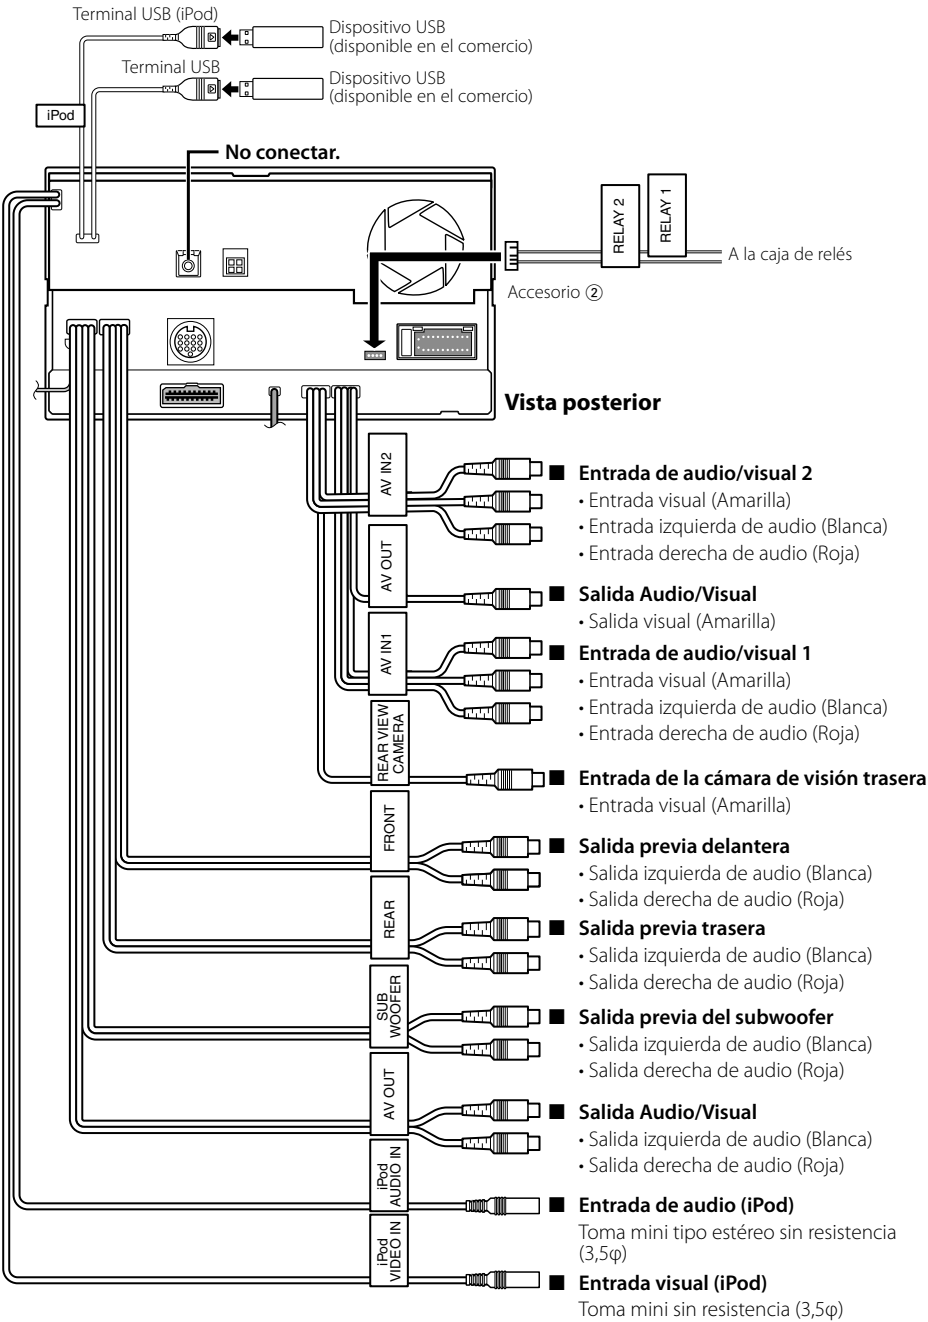 Terminal USB (iPod)
Dispositivo USB
(disponible en el comercio)
Terminal USB
Dispositivo USB
(disponible en el comercio)
iPod
No conectar.
RELAY 2
RELAY 1
A la caja de relés
Accesorio ②
Vista posterior
AV IN2
■ Entrada de audio/visual 2
• Entrada visual (Amarilla)
• Entrada izquierda de audio (Blanca)
• Entrada derecha de audio (Roja)
AV OUT
■ Salida Audio/Visual
• Salida visual (Amarilla)
AV IN1
■ Entrada de audio/visual 1
• Entrada visual (Amarilla)
• Entrada izquierda de audio (Blanca)
• Entrada derecha de audio (Roja)
REAR VIEW
CAMERA
■ Entrada de la cámara de visión trasera
• Entrada visual (Amarilla)
FRONT
■ Salida previa delantera
• Salida izquierda de audio (Blanca)
• Salida derecha de audio (Roja)
REAR
■ Salida previa trasera
• Salida izquierda de audio (Blanca)
• Salida derecha de audio (Roja)
SUB
WOOFER
■ Salida previa del subwoofer
• Salida izquierda de audio (Blanca)
• Salida derecha de audio (Roja)
AV OUT
■ Salida Audio/Visual
• Salida izquierda de audio (Blanca)
• Salida derecha de audio (Roja)
iPod
AUDIO IN
■ Entrada de audio (iPod)
Toma mini tipo estéreo sin resistencia
(3,5φ)
iPod
VIDEO IN
■ Entrada visual (iPod)
Toma mini sin resistencia (3,5φ)